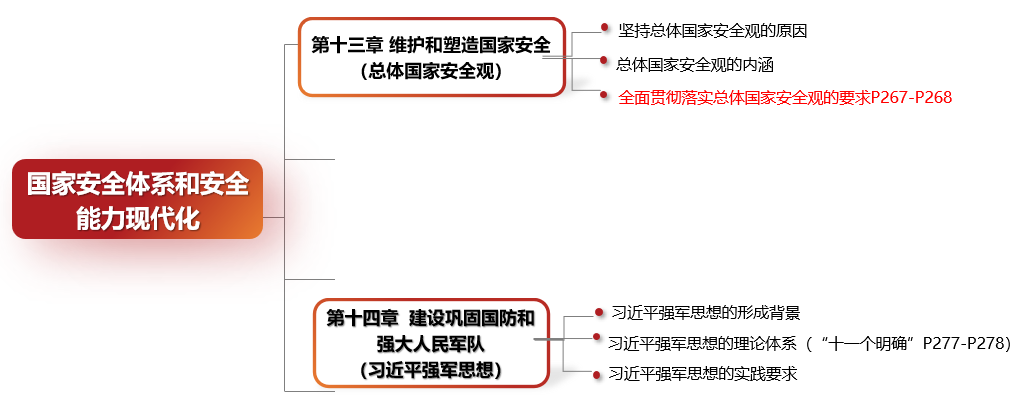 国家安全体系和安全
能力现代化
第十三章 维护和塑造国家安全
（总体国家安全观）
坚持总体国家安全观的原因
总体国家安全观的内涵
全面贯彻落实总体国家安全观的要求P267-P268
第十四章 建设巩固国防和
强大人民军队
（习近平强军思想）
习近平强军思想的形成背景
习近平强军思想的理论体系（“十一个明确”P277-P278）
习近平强军思想的实践要求